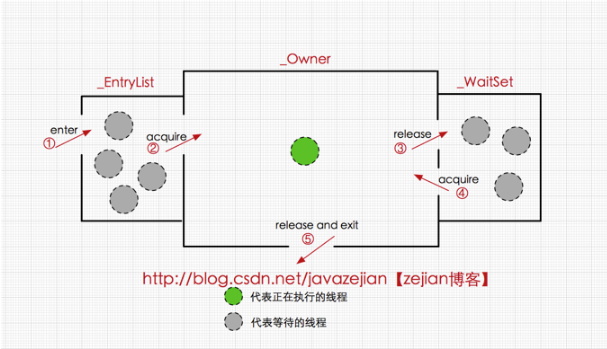 _Owner
_EntryList
_WaitSet
enter
①
acquire
②
release
③
acquire
④
release and exit
⑤
http://blog.csdn.net/javazejian【zejian博客】
代表正在执行的线程
代表等待的线程